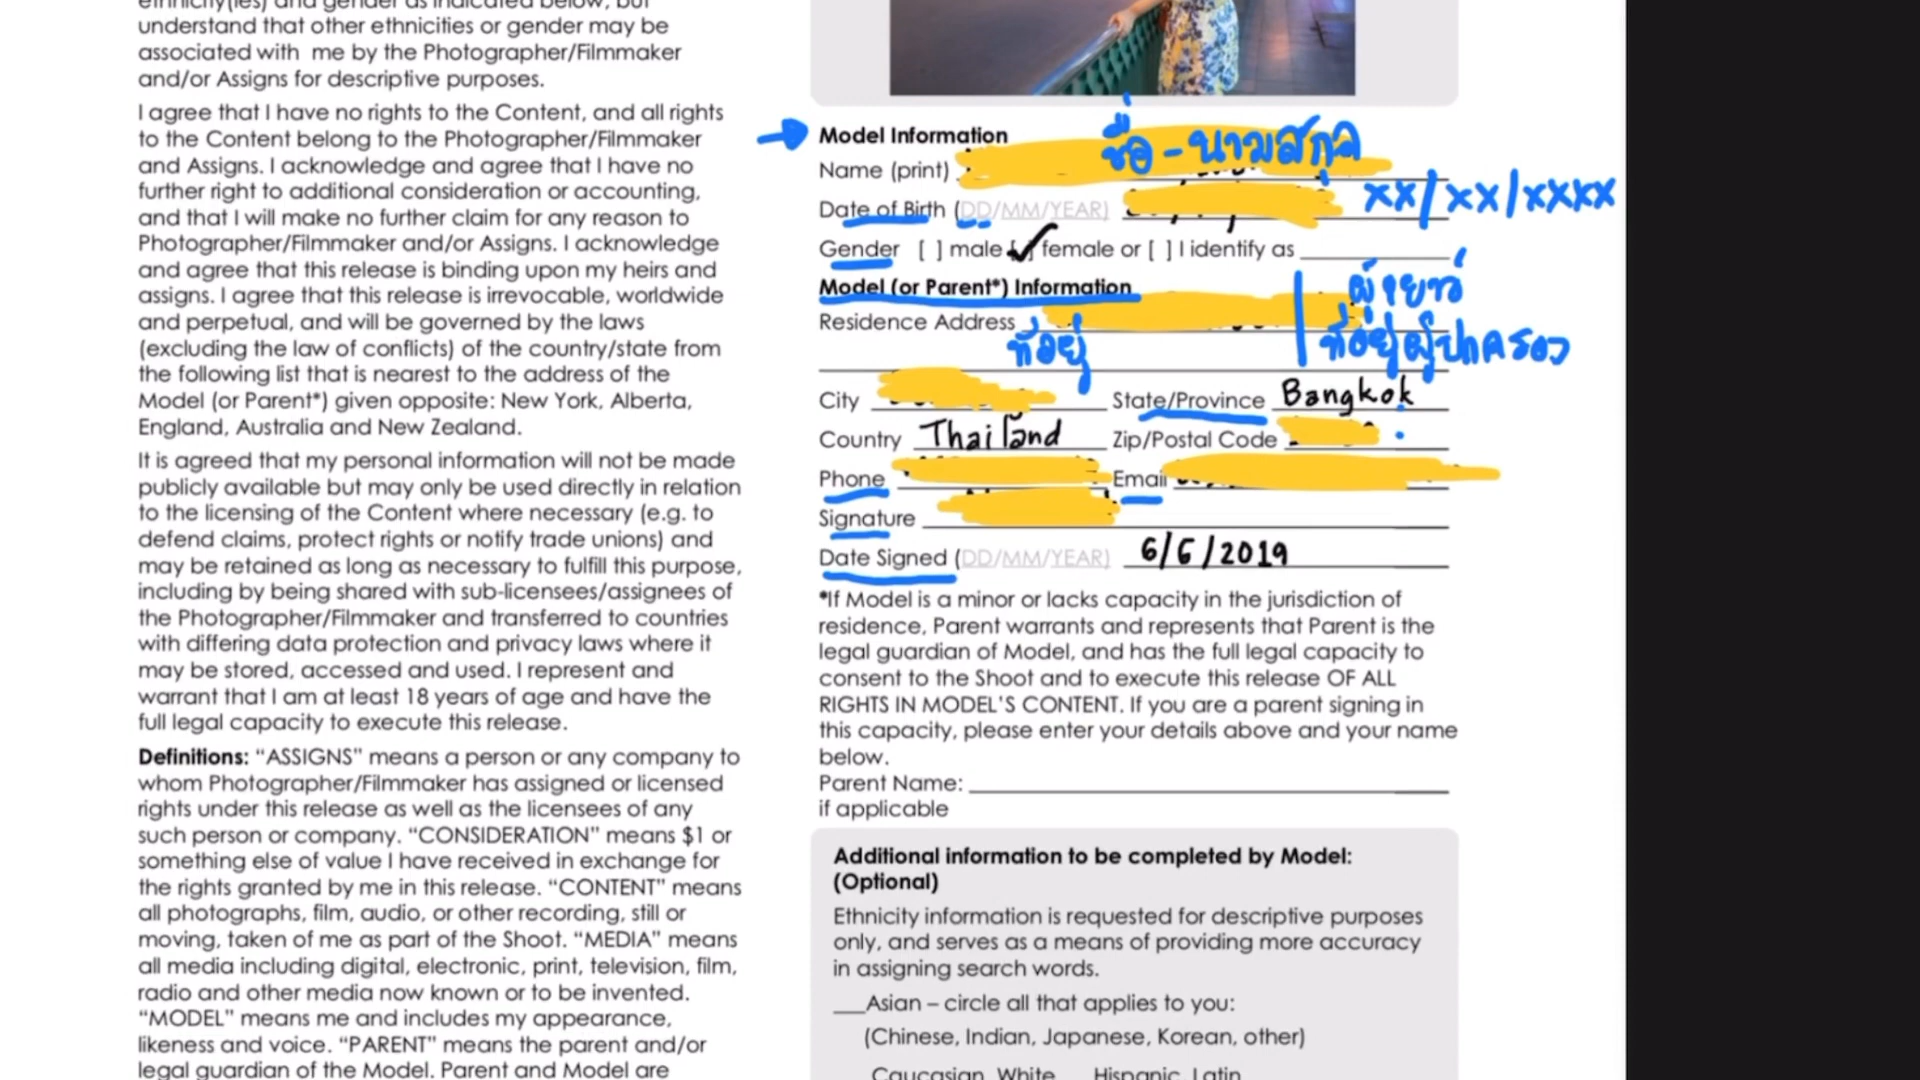 ethnicity(ies) and gender as indicated below, but
understand that other ethnicities or gender may be
associated with me by the Photographer/Filmmaker
and/or Assigns for descriptive purposes.
I agree that I have no rights to the Content, and all rights
to the Content belong to the Photographer/Filmmaker
and Assigns. I acknowledge and agree that I have no
further right to additional consideration or accounting,
and that I will make no further claim for any reason to
Photographer/Filmmaker and/or Assigns. I acknowledge
and agree that this release is binding upon my heirs and
assigns. I agree that this release is irrevocable, worldwide
and perpetual, and will be governed by the laws
(excluding the law of conflicts) of the country/state from
the following list that is nearest to the address of the
Model (or Parent*) given opposite: New York, Alberta,
England, Australia and New Zealand.
It is agreed that my personal information will not be made
publicly available but may only be used directly in relation
to the licensing of the Content where necessary (e.g. to
defend claims, protect rights or notify trade unions) and
may be retained as long as necessary to fulfill this purpose,
including by being shared with sub-licensees/assignees of
the Photographer/Filmmaker and transferred to countries
with differing data protection and privacy laws where it
may be stored, accessed and used. I represent and
warrant that I am at least 18 years of age and have the
full legal capacity to execute this release.
Definitions: “ASSIGNS” means a person or any company to
whom Photographer/Filmmaker has assigned or licensed
rights under this release as well as the licensees of any
such person or company. “CONSIDERATION” means $1 or
something else of value I have received in exchange for
the rights granted by me in this release. “CONTENT” means
all photographs, film, audio, or other recording, still or
moving, taken of me as part of the Shoot. “MEDIA” means
all media including digital, electronic, print, television, film,
radio and other media now known or to be invented.
“MODEL” means me and includes my appearance,
likeness and voice. “PARENT” means the parent and/or
legal guardian of the Model. Parent and Model are
Model Information
Name (print) ชื่อ-นามสกุล
Date of Birth (DD/MM/YEAR) xx/xx/xxxx
Gender [ ] male [✓] female or [ ] I identify as
Model (or Parent*) Information
Residence Address ที่อยู่
ที่อยู่ผู้ปกครอง
City State/Province Bangkok
Country Thailand Zip/Postal Code
Phone Email
Signature
Date Signed (DD/MM/YEAR) 6/6/2019
*If Model is a minor or lacks capacity in the jurisdiction of
residence, Parent warrants and represents that Parent is the
legal guardian of Model, and has the full legal capacity to
consent to the Shoot and to execute this release OF ALL
RIGHTS IN MODEL’S CONTENT. If you are a parent signing in
this capacity, please enter your details above and your name
below.
Parent Name:
if applicable
Additional information to be completed by Model:
(Optional)
Ethnicity information is requested for descriptive purposes
only, and serves as a means of providing more accuracy
in assigning search words.
___Asian – circle all that applies to you:
(Chinese, Indian, Japanese, Korean, other)
Caucasian, White Hispanic, Latin